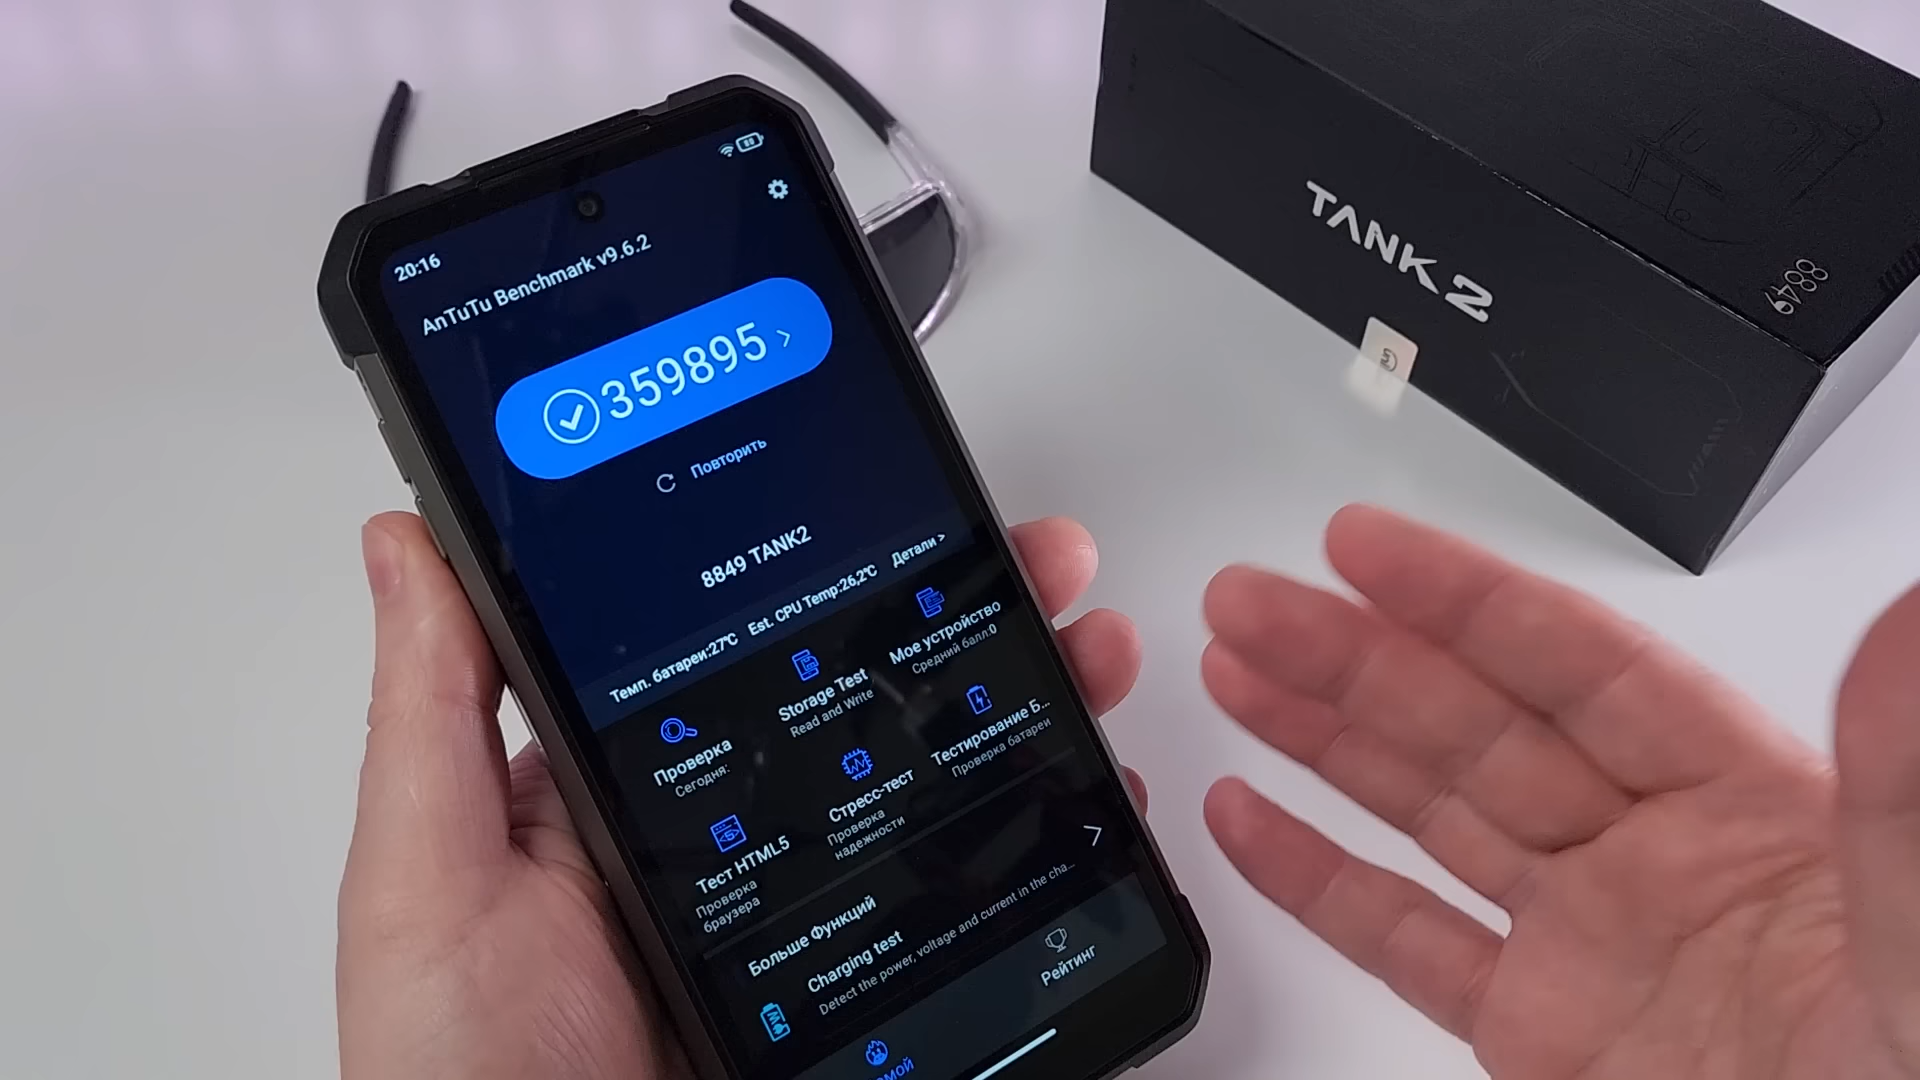 20:16
80
AnTuTu Benchmark v9.6.2
359895 >
Повторить
8849 TANK2
Темп. батареи:27℃ Est. CPU Temp:26,2℃ Детали >
Проверка
Сегодня:
Storage Test
Read and Write
Мое устройство
Средний балл:0
Тест HTML5
Проверка
браузера
Стресс-тест
Проверка
надежности
Тестирование Б...
Проверка батареи
Больше Функций
Charging test
Detect the power, voltage and current in the cha...
Рейтинг
TANK 2
8849